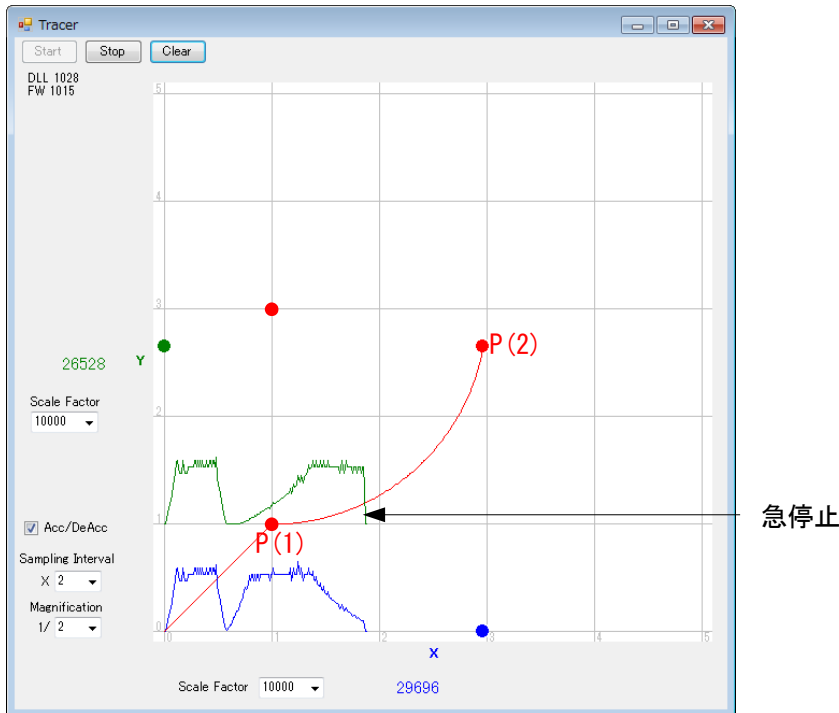 Tracer
Start Stop Clear
DLL 1028
FW 1015
5
4
3
P(2)
26528 Y
Scale Factor
10000
2
Acc/DeAcc
1
急停止
P(1)
Sampling Interval
X 2
Magnification
1/ 2
0
0 1 2 3 4 5
X
Scale Factor 10000 29696